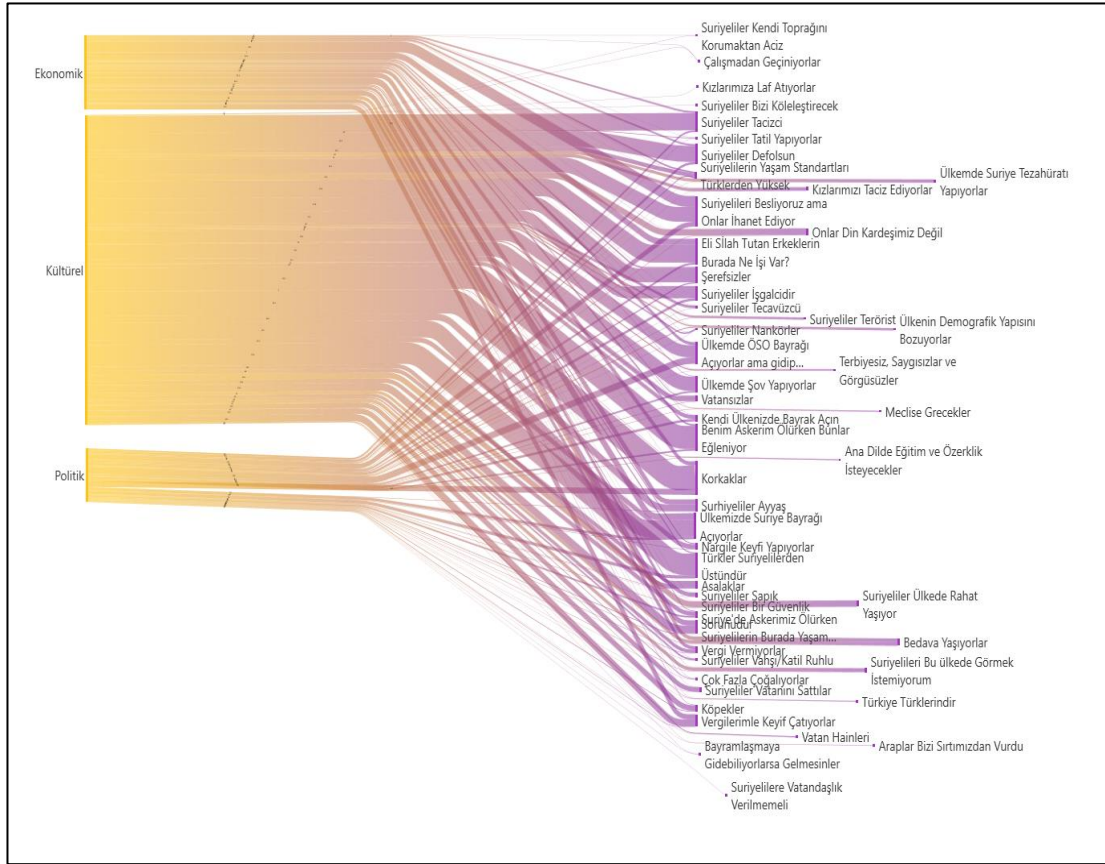 Ekonomik
Kültürel
Politik
Suriyeliler Kendi Toprağını
Korumaktan Aciz
Çalışmadan Geçiniyorlar
Kızlarımıza Laf Atıyorlar
Suriyeliler Bizi Köleleştirecek
Suriyeliler Tacizci
Suriyeliler Tatil Yapıyorlar
Suriyeliler Defolsun
Suriyelilerin Yaşam Standartları
Türklerden Yüksek
Ülkemde Suriye Tezahüratı
Yapıyorlar
Kızlarımızı Taciz Ediyorlar
Suriyelileri Besliyoruz ama
Onlar İhanet Ediyor
Onlar Din Kardeşimiz Değil
Eli Silah Tutan Erkeklerin
Burada Ne İşi Var?
Şerefsizler
Suriyeliler İşgalcidir
Suriyeliler Tecavüzcü
Suriyeliler Terörist
Ülkenin Demografik Yapısını
Bozuyorlar
Suriyeliler Nankörler
Ülkemde ÖSO Bayrağı
Açıyorlar ama gidip...
Terbiyesiz, Saygısızlar ve
Görgüsüzler
Ülkemde Şov Yapıyorlar
Vatansızlar
Meclise Grecekler
Kendi Ülkenizde Bayrak Açın
Benim Askerim Ölürken Bunlar
Eğleniyor
Ana Dilde Eğitim ve Özerklik
İsteyecekler
Korkaklar
Surhiyeliler Ayyaş
Ülkemizde Suriye Bayrağı
Açıyorlar
Nargile Keyfi Yapıyorlar
Türkler Suriyelilerden
Üstündür
Asalaklar
Suriyeliler Sapık
Suriyeliler Ülkede Rahat
Yaşıyor
Suriyeliler Bir Güvenlik
Suriye'de Askerimiz Ölürken
Sorunudur
Suriyelilerin Burada Yaşam...
Bedava Yaşıyorlar
Vergi Vermiyorlar
Suriyeliler Vahşi/Katil Ruhlu
Suriyelileri Bu ülkede Görmek
İstemiyorum
Çok Fazla Çoğalıyorlar
Suriyeliler Vatanını Sattılar
Türkiye Türklerindir
Köpekler
Vergilerimle Keyif Çatıyorlar
Vatan Hainleri
Araplar Bizi Sırtımızdan Vurdu
Bayramlaşmaya
Gidebiliyorlarsa Gelmesinler
Suriyelilere Vatandaşlık
Verilmemeli